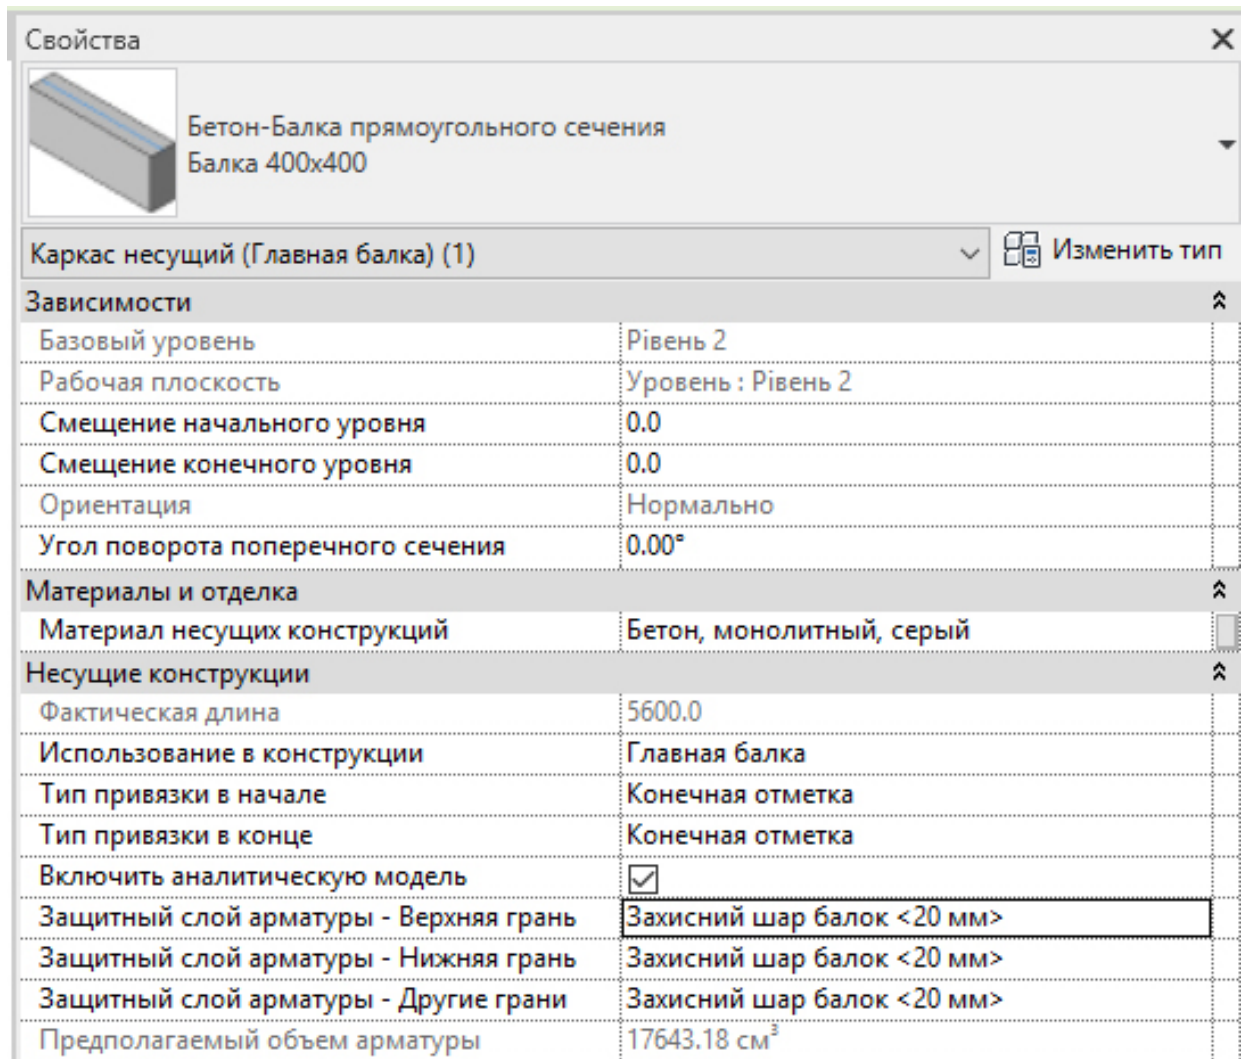 Свойства
Бетон-Балка прямоугольного сечения
Балка 400x400
Каркас несущий (Главная балка) (1)
Изменить тип
Зависимости
Базовый уровень Рівень 2
Рабочая плоскость Уровень : Рівень 2
Смещение начального уровня 0.0
Смещение конечного уровня 0.0
Ориентация Нормально
Угол поворота поперечного сечения 0.00°
Материалы и отделка
Материал несущих конструкций Бетон, монолитный, серый
Несущие конструкции
Фактическая длина 5600.0
Использование в конструкции Главная балка
Тип привязки в начале Конечная отметка
Тип привязки в конце Конечная отметка
Включить аналитическую модель
Защитный слой арматуры - Верхняя грань Захисний шар балок <20 мм>
Защитный слой арматуры - Нижняя грань Захисний шар балок <20 мм>
Защитный слой арматуры - Другие грани Захисний шар балок <20 мм>
Предполагаемый объем арматуры 17643.18 см³